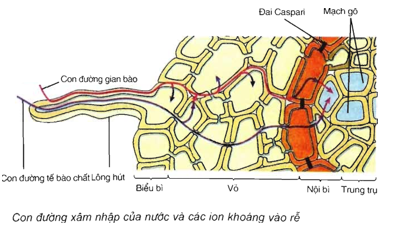 Đai Caspari
Mạch gỗ
Con đường gian bào
Con đường tế bào chất
Lông hút
Biểu bì
Vỏ
Nội bì
Trung trụ
Con đường xâm nhập của nước và các ion khoáng vào rễ